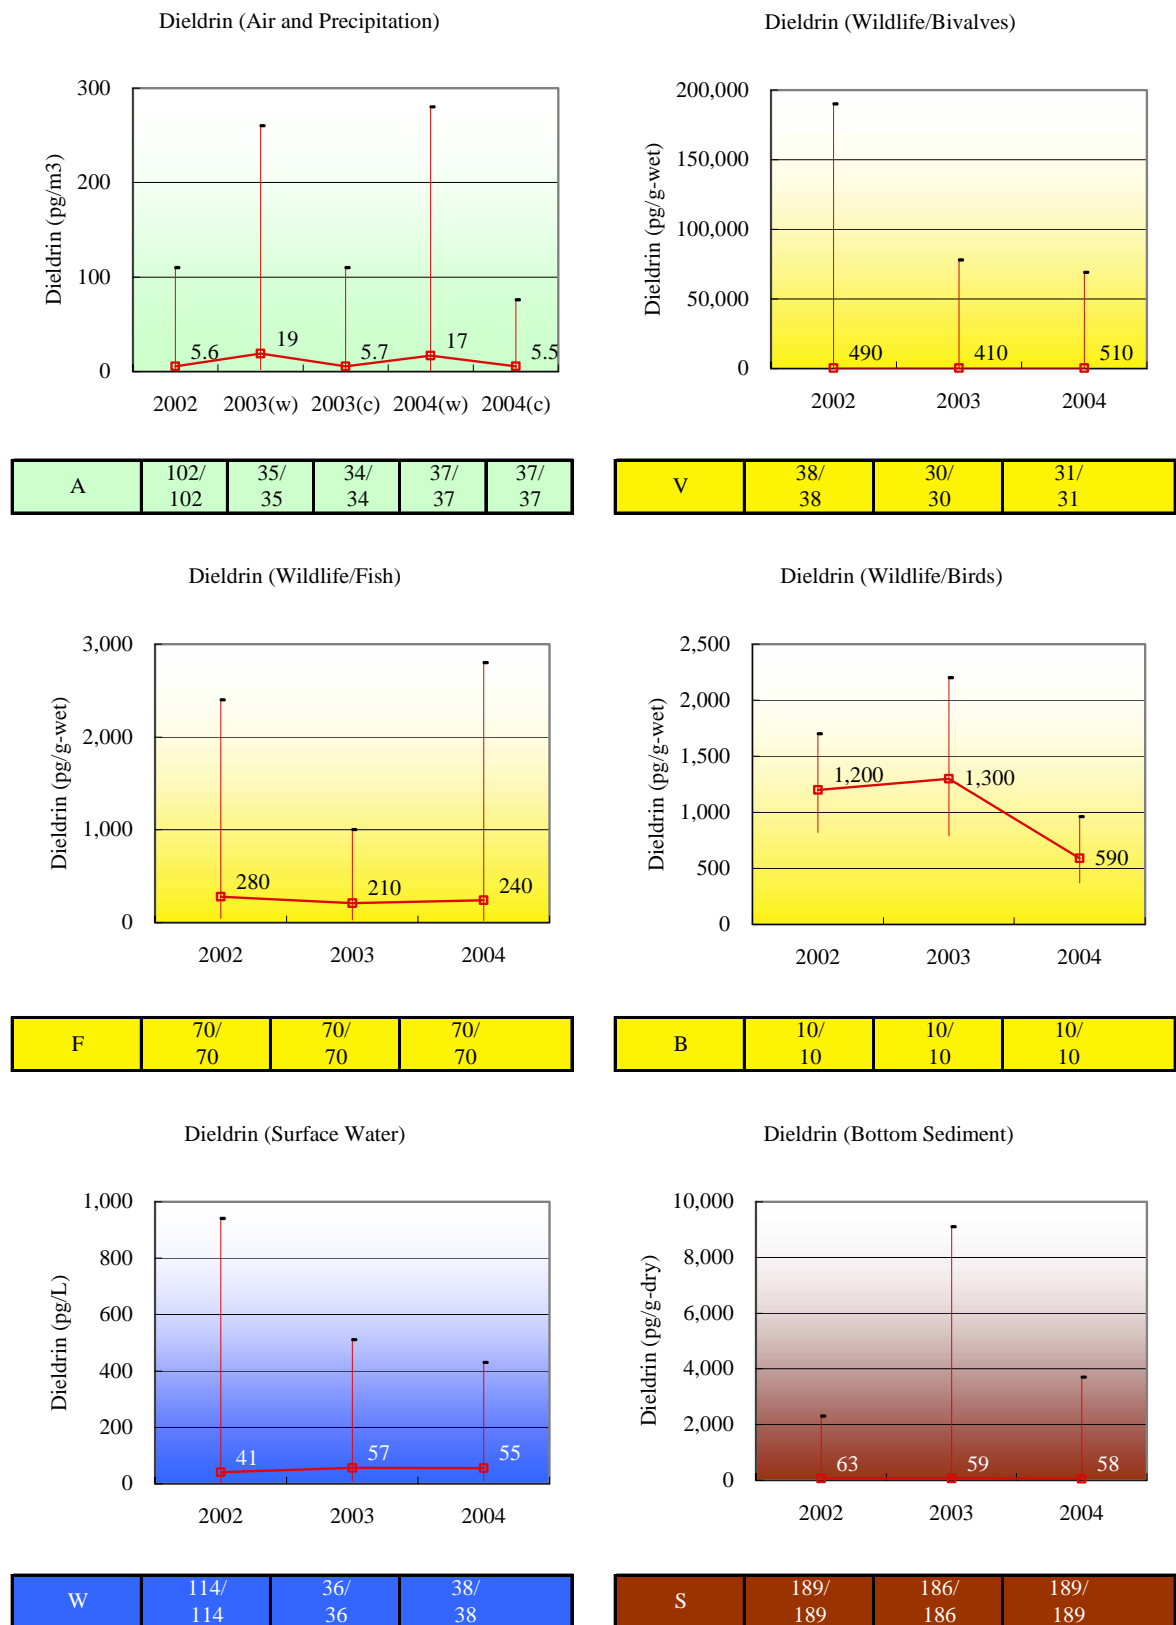 Dieldrin (Air and Precipitation)
Dieldrin (pg/m3)
300
200
100
0
5.6
19
5.7
17
5.5
2002 2003(w) 2003(c) 2004(w) 2004(c)
A 102/ 35/ 34/ 37/ 37/
102 35 34 37 37
Dieldrin (Wildlife/Bivalves)
Dieldrin (pg/g-wet)
200,000
150,000
100,000
50,000
0
490
410
510
2002 2003 2004
V 38/ 30/ 31/
38 30 31
Dieldrin (Wildlife/Fish)
Dieldrin (pg/g-wet)
3,000
2,000
1,000
0
280
210
240
2002 2003 2004
F 70/ 70/ 70/
70 70 70
Dieldrin (Wildlife/Birds)
Dieldrin (pg/g-wet)
2,500
2,000
1,500
1,000
500
0
1,200
1,300
590
2002 2003 2004
B 10/ 10/ 10/
10 10 10
Dieldrin (Surface Water)
Dieldrin (pg/L)
1,000
800
600
400
200
0
41
57
55
2002 2003 2004
W 114/ 36/ 38/
114 36 38
Dieldrin (Bottom Sediment)
Dieldrin (pg/g-dry)
10,000
8,000
6,000
4,000
2,000
0
63
59
58
2002 2003 2004
S 189/ 186/ 189/
189 186 189